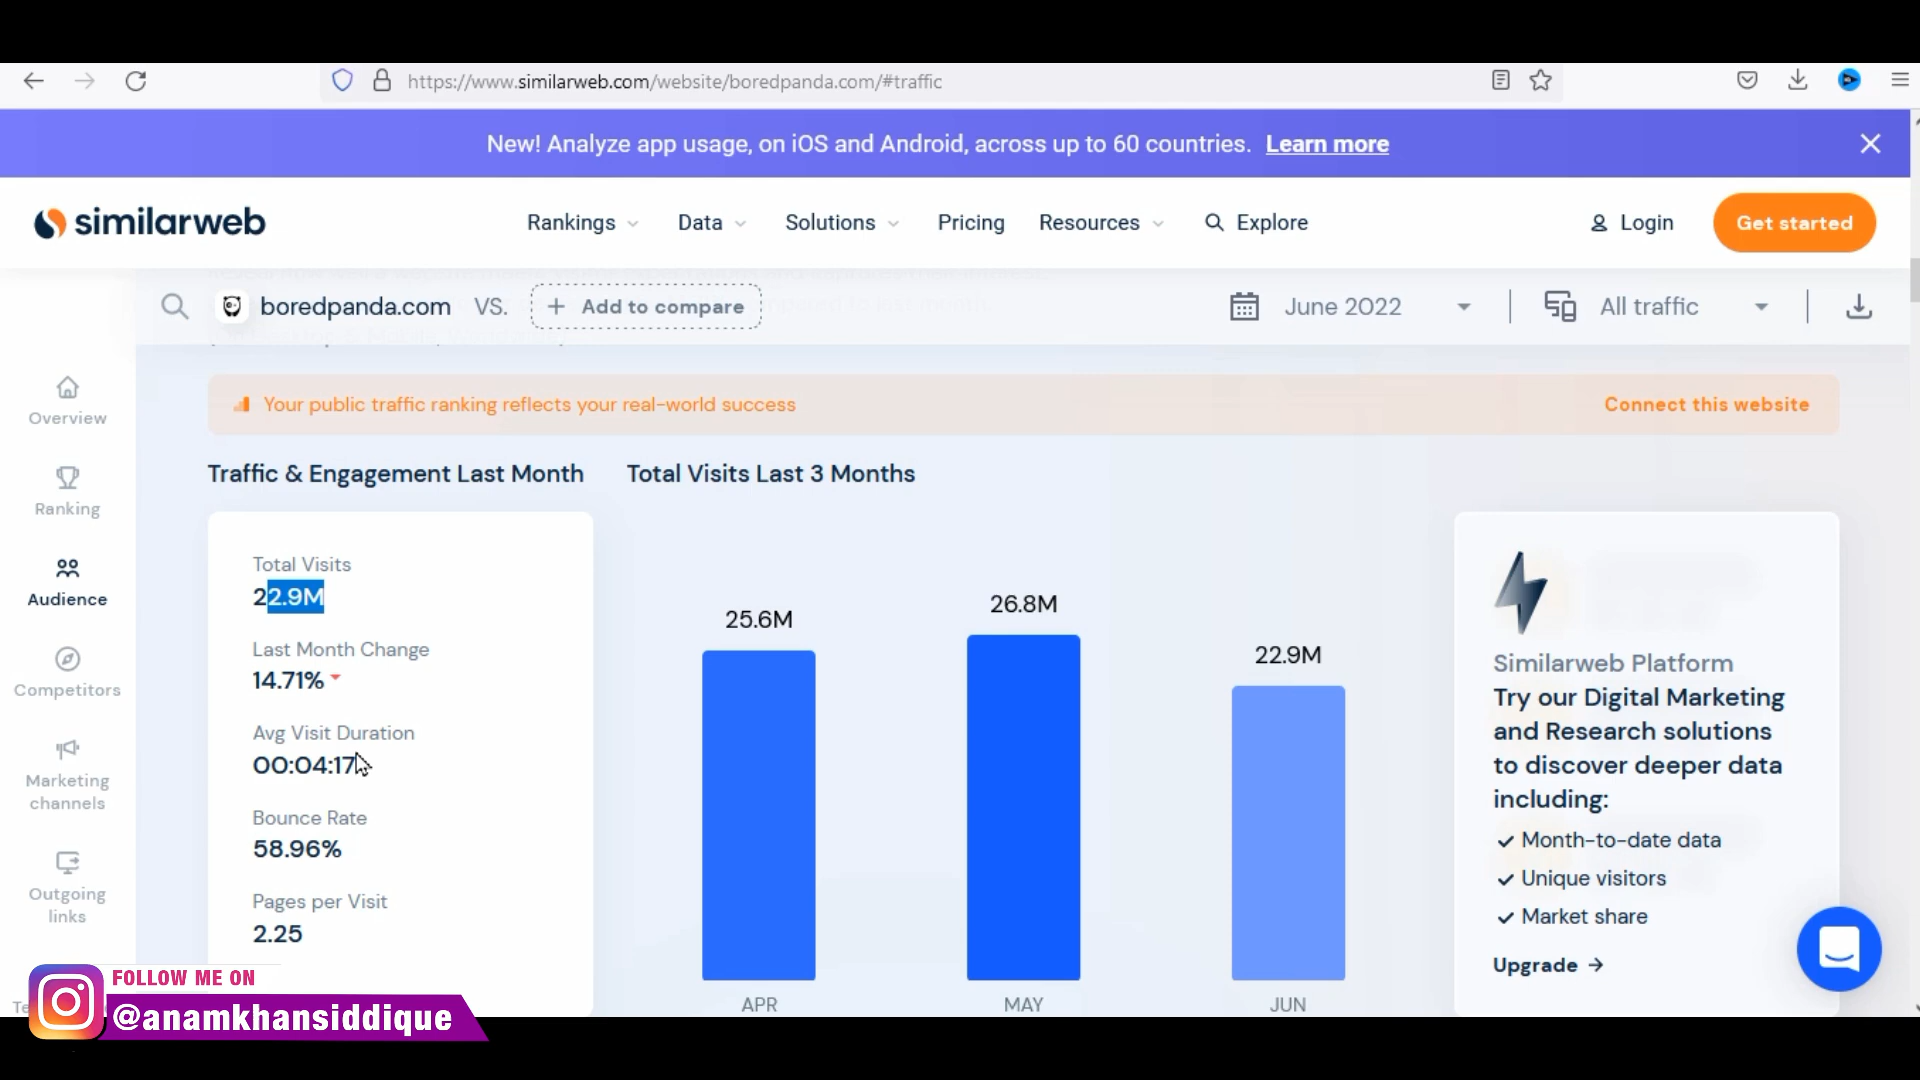 https://www.similarweb.com/website/boredpanda.com/#traffic
New! Analyze app usage, on iOS and Android, across up to 60 countries. Learn more
similarweb
Rankings
Data
Solutions
Pricing
Resources
Explore
Login
Get started
boredpanda.com VS. + Add to compare
June 2022
All traffic
Overview
Ranking
Audience
Competitors
Marketing
channels
Outgoing
links
Your public traffic ranking reflects your real-world success
Connect this website
Traffic & Engagement Last Month
Total Visits
22.9M
Last Month Change
14.71%
Avg Visit Duration
00:04:17
Bounce Rate
58.96%
Pages per Visit
2.25
Total Visits Last 3 Months
25.6M
26.8M
22.9M
APR
MAY
JUN
Similarweb Platform
Try our Digital Marketing
and Research solutions
to discover deeper data
including:
Month-to-date data
Unique visitors
Market share
Upgrade →
FOLLOW ME ON
@anamkhansiddique